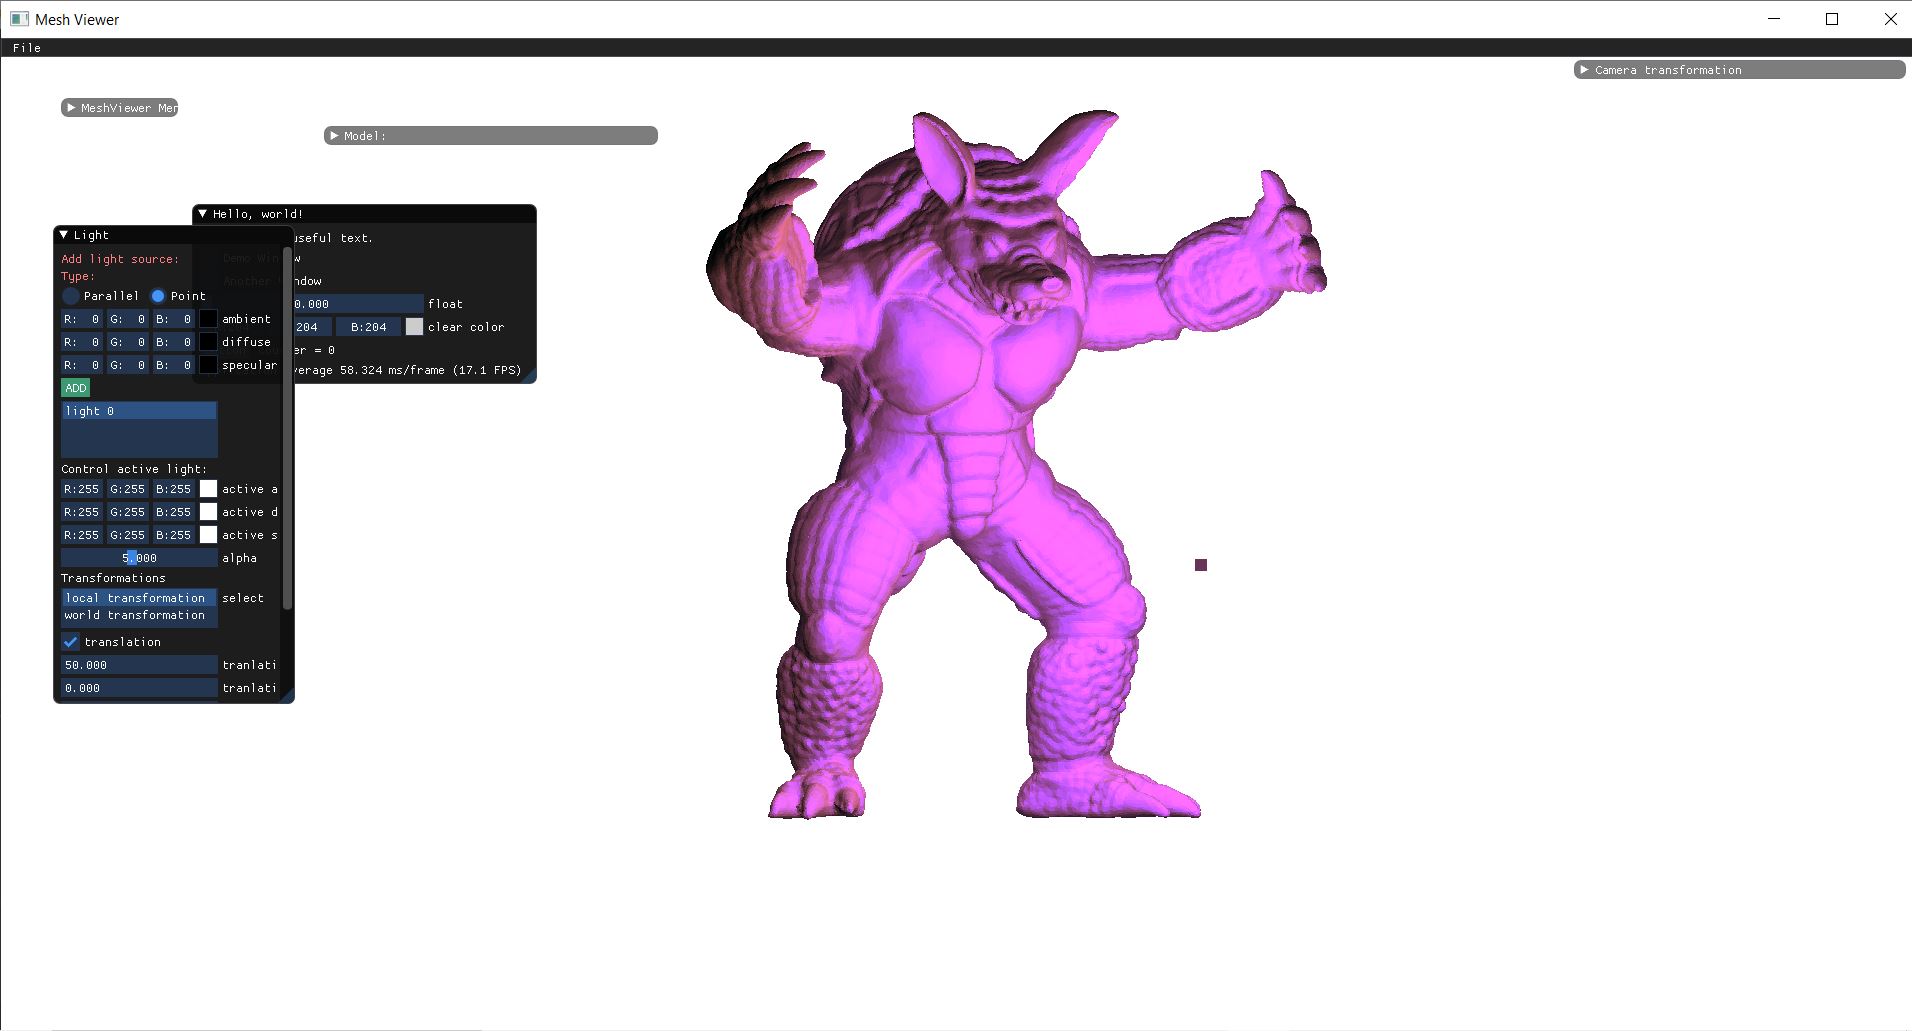 Mesh Viewer
File
Camera transformation
MeshViewer Mer
Model:
Hello, world!
useful text.
Demo Win w
Another ndow
0.000 float
204 B:204 clear color
er = 0
verage 58.324 ms/frame (17.1 FPS)
Light
Add light source:
Type:
Parallel Point
R: 0 G: 0 B: 0 ambient
R: 0 G: 0 B: 0 diffuse
R: 0 G: 0 B: 0 specular
ADD
light 0
Control active light:
R:255 G:255 B:255 active a
R:255 G:255 B:255 active d
R:255 G:255 B:255 active s
5.000 alpha
Transformations
local transformation select
world transformation
translation
50.000 tranlati
0.000 tranlati